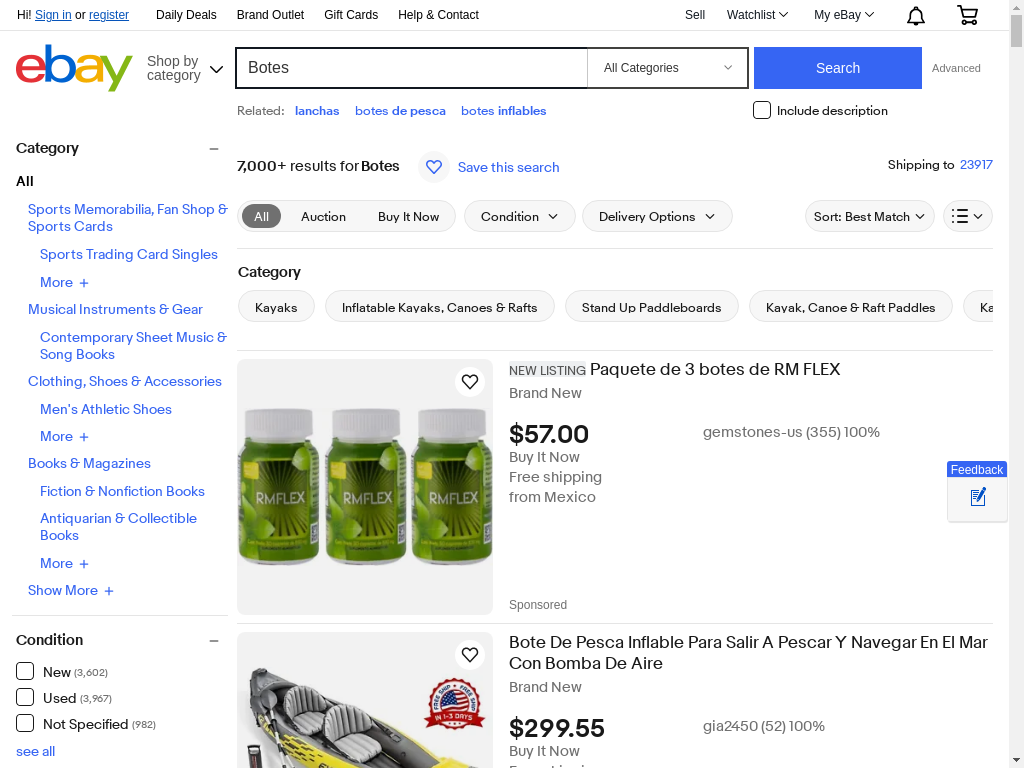 Hi! Sign in or register
Daily Deals
Brand Outlet
Gift Cards
Help & Contact
Sell
Watchlist
My eBay
ebay
Shop by
category
Botes
All Categories
Search
Advanced
Related:
lanchas
botes de pesca
botes inflables
Include description
Category
All
Sports Memorabilia, Fan Shop &
Sports Cards
Sports Trading Card Singles
More
Musical Instruments & Gear
Contemporary Sheet Music &
Song Books
Clothing, Shoes & Accessories
Men's Athletic Shoes
More
Books & Magazines
Fiction & Nonfiction Books
Antiquarian & Collectible
Books
More
Show More
Condition
New (3,602)
Used (3,967)
Not Specified (982)
see all
7,000+ results for Botes
Save this search
Shipping to 23917
All
Auction
Buy It Now
Condition
Delivery Options
Sort: Best Match
Category
Kayaks
Inflatable Kayaks, Canoes & Rafts
Stand Up Paddleboards
Kayak, Canoe & Raft Paddles
Ka
RMFLEX
RMFLEX
RMFLEX
NEW LISTING Paquete de 3 botes de RM FLEX
Brand New
$57.00
Buy It Now
Free shipping
from Mexico
gemstones-us (355) 100%
Sponsored
Feedback
FREE SHIP
FREE SHIP
IN 1-3 DAYS
Bote De Pesca Inflable Para Salir A Pescar Y Navegar En El Mar
Con Bomba De Aire
Brand New
$299.55
Buy It Now
gia2450 (52) 100%